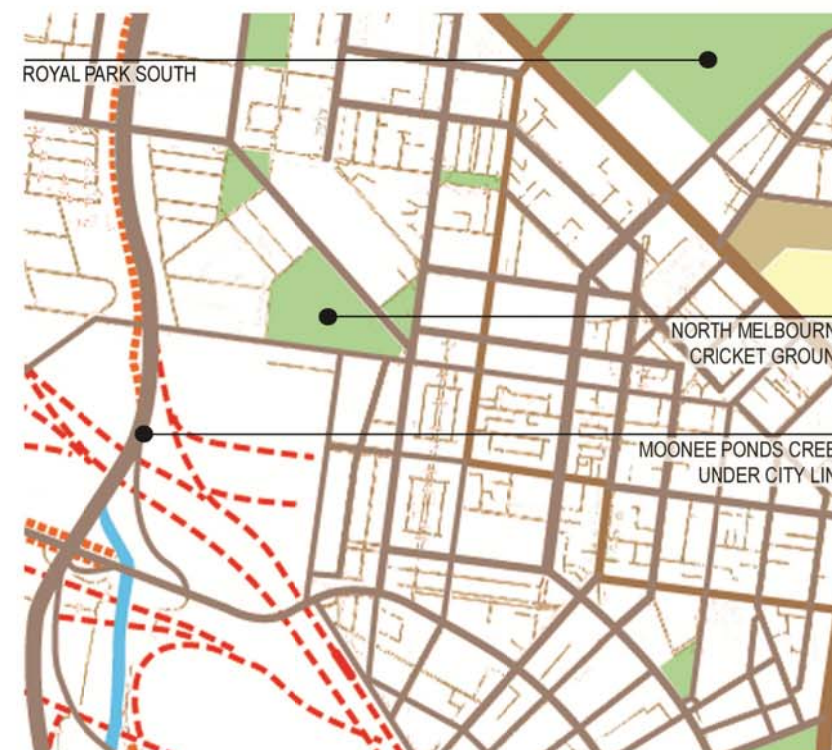 ROYAL PARK SOUTH
NORTH MELBOURN
CRICKET GROUN
MOONEE PONDS CREE
UNDER CITY LIN